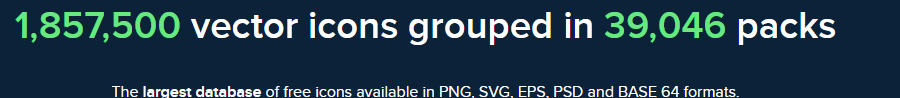 1,857,500 vector icons grouped in 39,046 packs
The largest database of free icons available in PNG, SVG, EPS, PSD and BASE 64 formats.